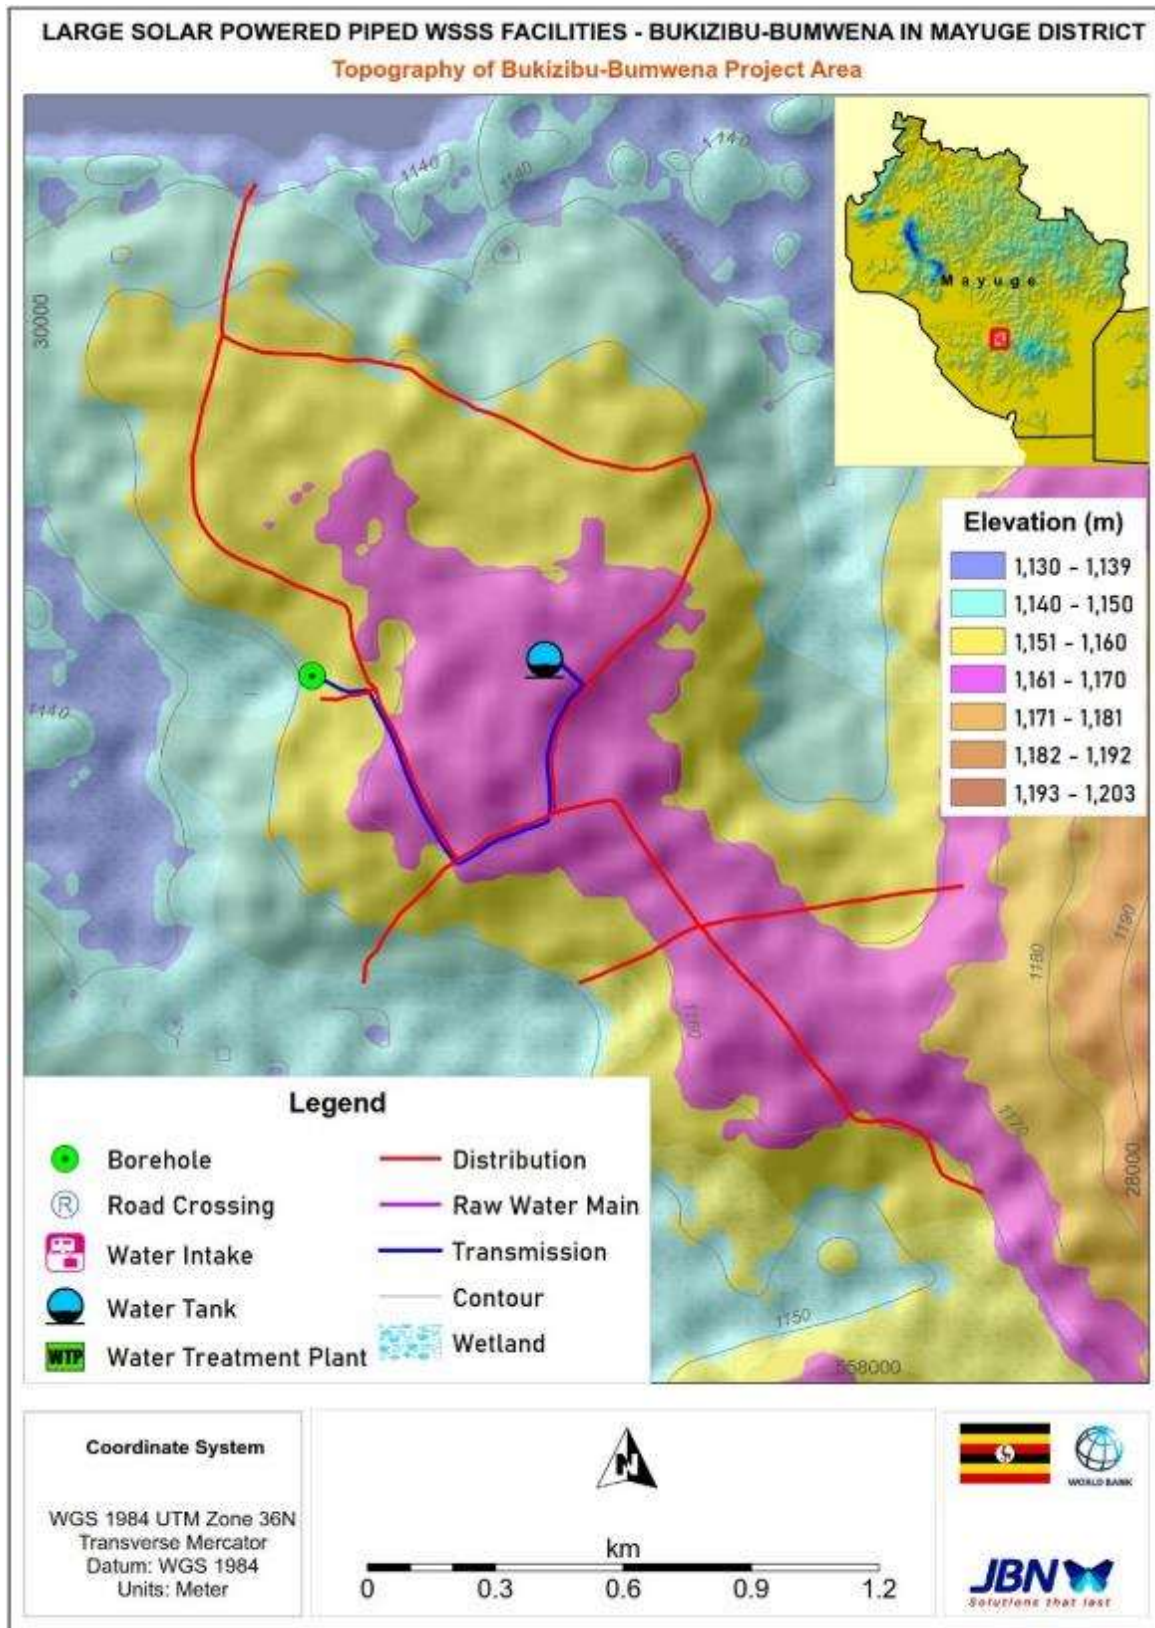 LARGE SOLAR POWERED PIPED WSSS FACILITIES - BUKIZIBU-BUMWENA IN MAYUGE DISTRICT
Topography of Bukizibu-Bumwena Project Area
1140
1140
1140
1140
30000
Mayuge
Elevation (m)
1,130 - 1,139
1,140 - 1,150
1,151 - 1,160
1,161 - 1,170
1,171 - 1,181
1,182 - 1,192
1,193 - 1,203
1140
1190
1180
1160
1170
28000
1150
558000
Legend
Borehole
R Road Crossing
Water Intake
Water Tank
WTP Water Treatment Plant
Distribution
Raw Water Main
Transmission
Contour
Wetland
Coordinate System
WGS 1984 UTM Zone 36N
Transverse Mercator
Datum: WGS 1984
Units: Meter
N
km
0 0.3 0.6 0.9 1.2
WORLD BANK
JBN
Solutions that last